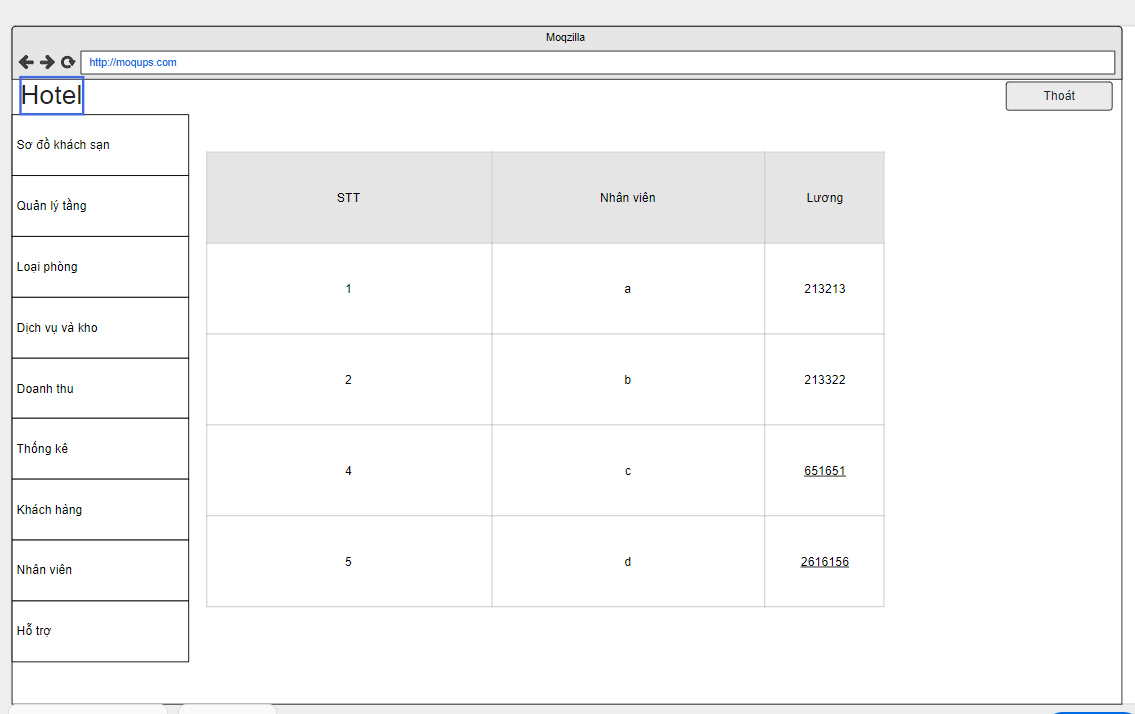 Moqzilla
http://moqups.com
Hotel
Thoát
Sơ đồ khách sạn
Quản lý tầng
Loại phòng
Dịch vụ và kho
Doanh thu
Thống kê
Khách hàng
Nhân viên
Hỗ trợ
STT Nhân viên Lương
1 a 213213
2 b 213322
4 c 651651
5 d 2616156